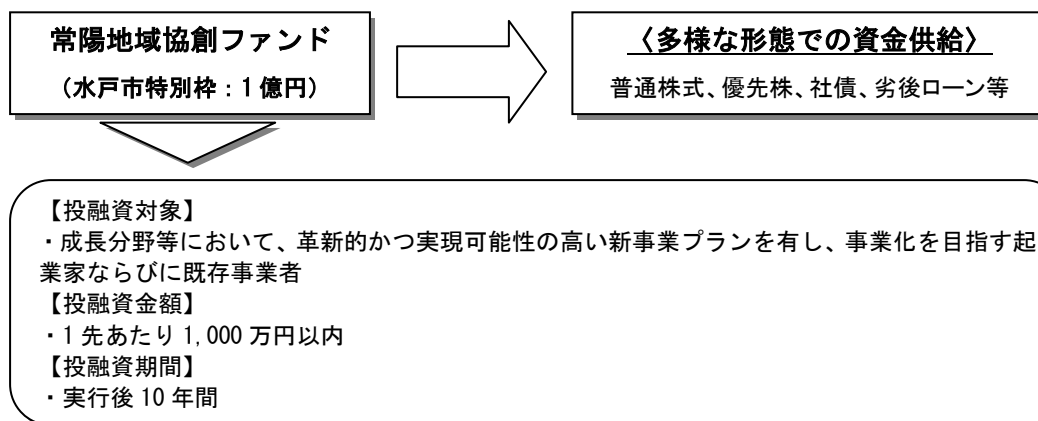 常陽地域協創ファンド
（水戸市特別枠：1億円）
〈多様な形態での資金供給〉
普通株式、優先株、社債、劣後ローン等
【投融資対象】
・成長分野等において、革新的かつ実現可能性の高い新事業プランを有し、事業化を目指す起
業家ならびに既存事業者
【投融資金額】
・1先あたり1,000万円以内
【投融資期間】
・実行後10年間